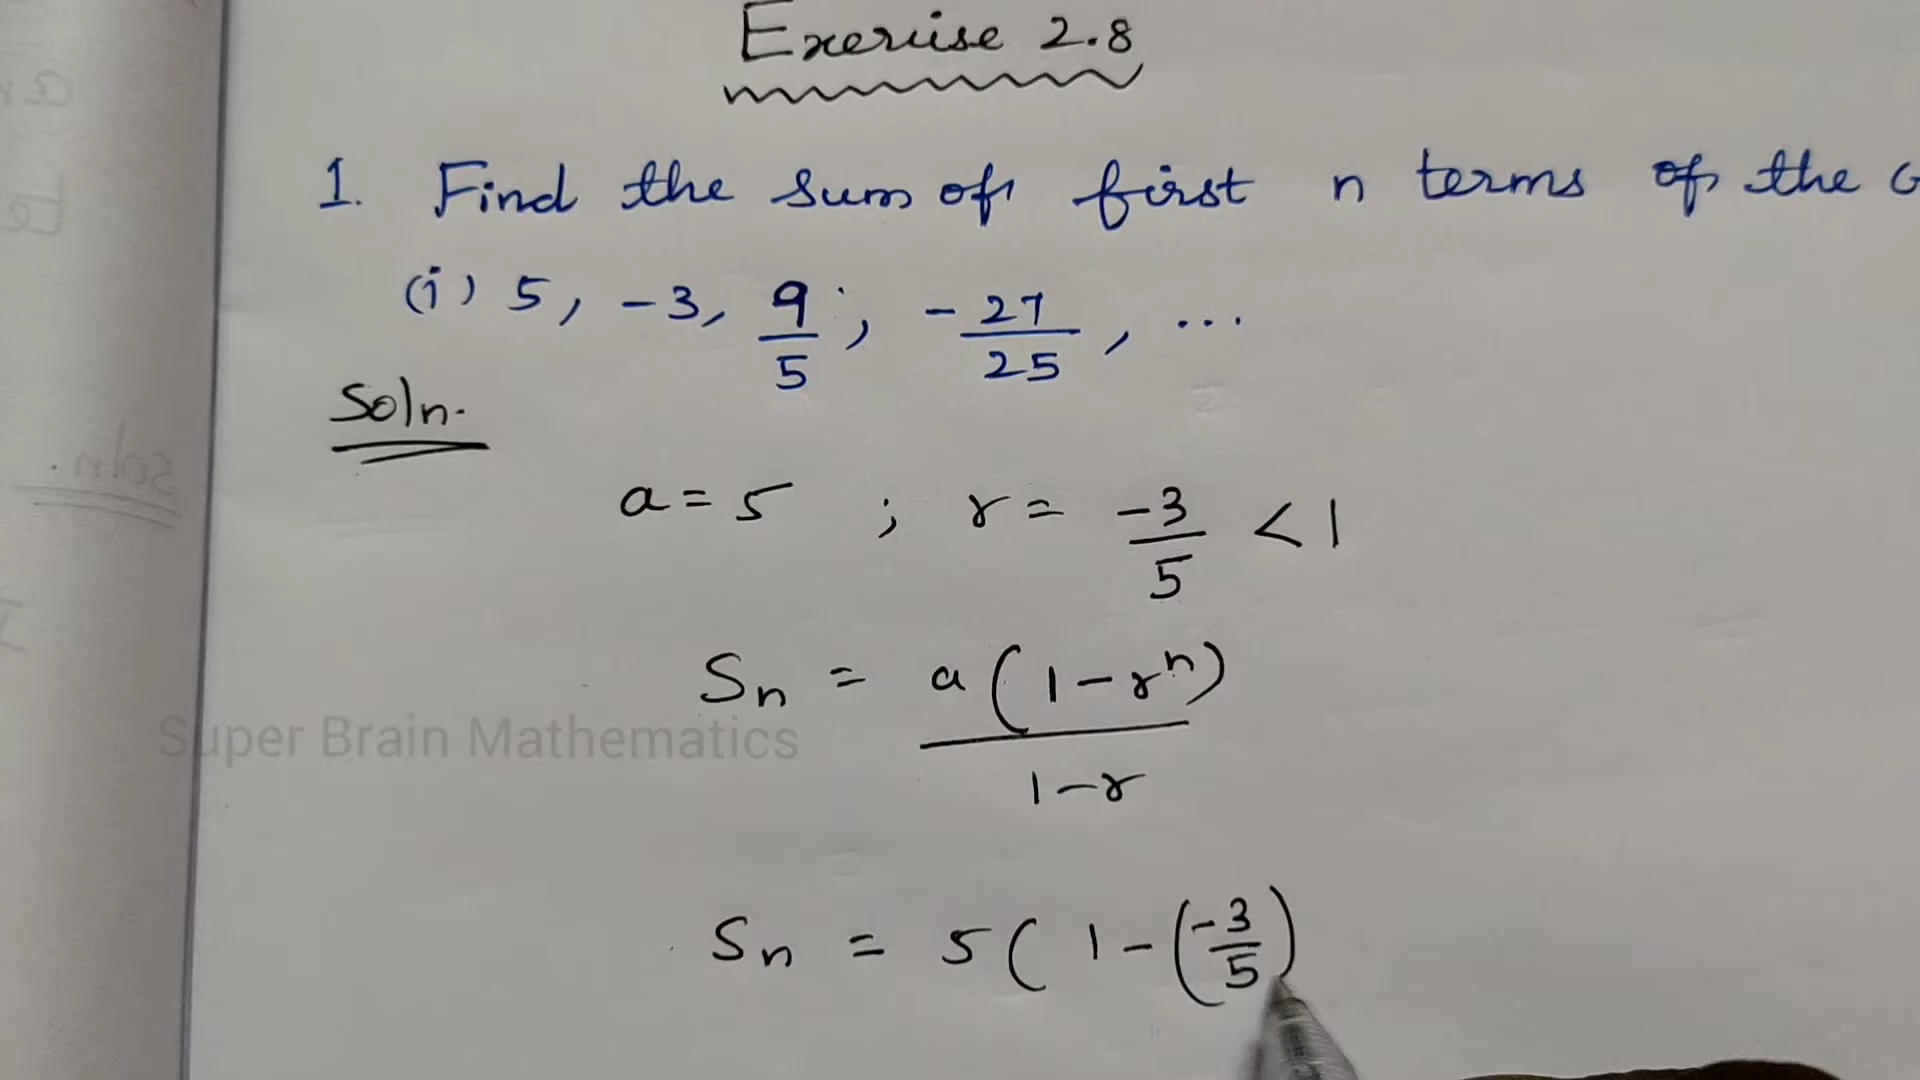 Exercise 2.8
1. Find the sum of first n terms of the G
(i) 5, -3, 9/5, -27/25, ...
Soln.
a = 5 ; r = -3/5 < 1
Sn = a(1-r^n)/1-r
Super Brain Mathematics
Sn = 5(1-(-3/5)